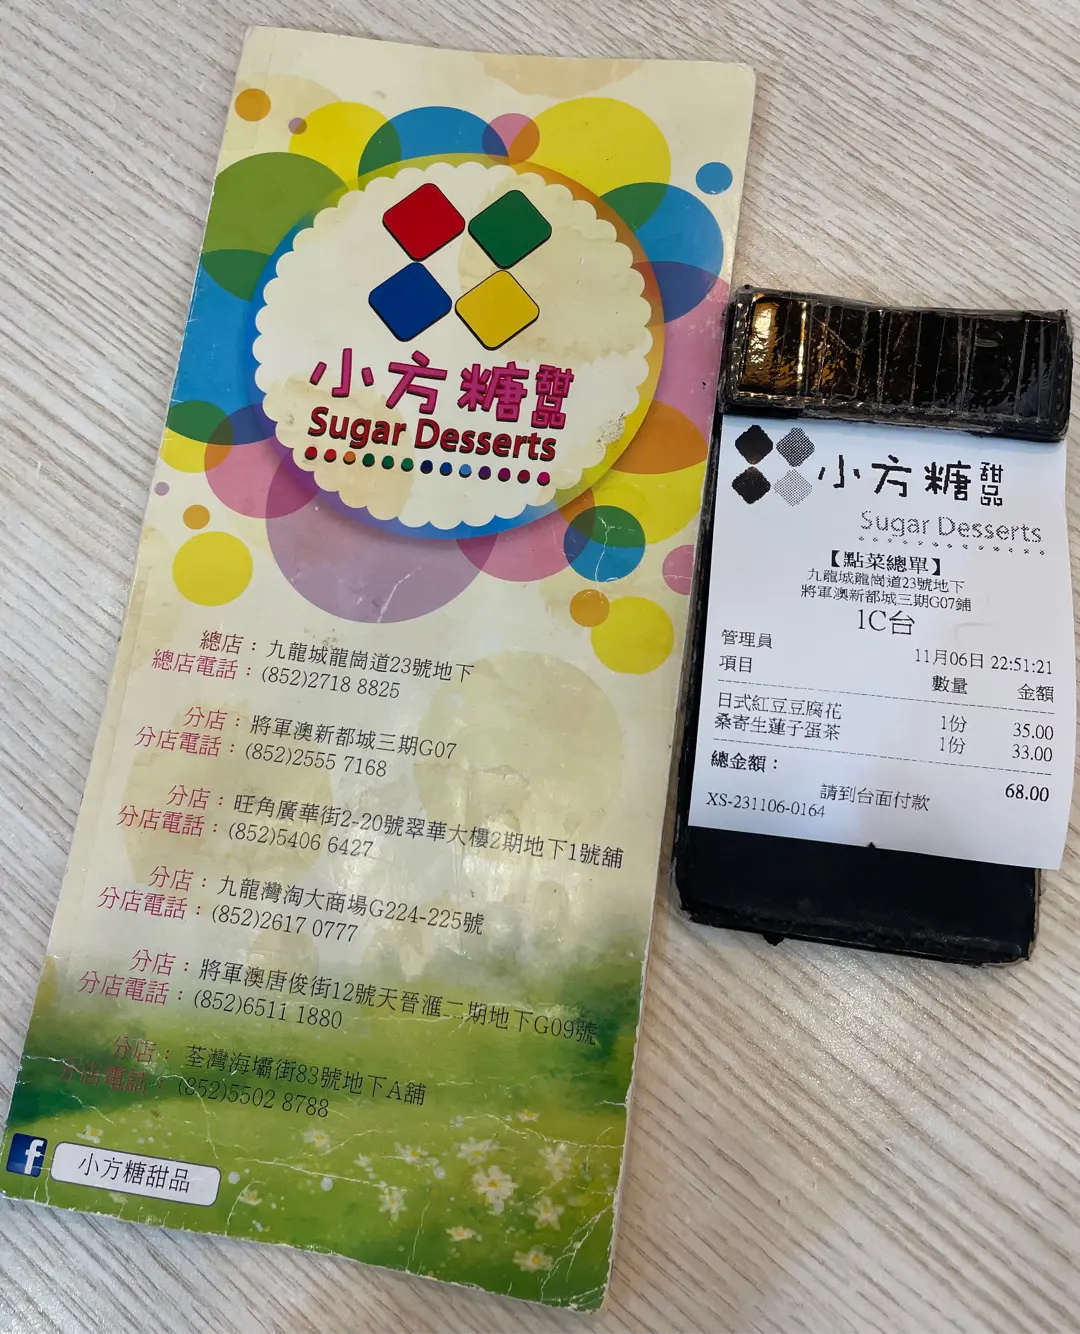 小方糖甜品
Sugar Desserts
總店：九龍城龍崗道23號地下
總店電話：(852)2718 8825
分店：將軍澳新都城三期G07
分店電話：(852)2555 7168
分店：旺角廣華街2-20號翠華大樓2期地下1號舖
分店電話：(852)5406 6427
分店：九龍灣淘大商場G224-225號
分店電話：(852)2617 0777
分店：將軍澳唐俊街12號天晉滙二期地下G09號
分店電話：(852)6511 1880
分店：荃灣海壩街83號地下A舖
分店電話：(852)5502 8788
f 小方糖甜品
小方糖甜品
Sugar Desserts
【點菜總單】
九龍城龍崗道23號地下
將軍澳新都城三期G07鋪
1C台
管理員 11月06日 22:51:21
項目 數量 金額
日式紅豆豆腐花 1份 35.00
桑寄生蓮子蛋茶 1份 33.00
總金額： 68.00
請到台面付款
XS-231106-0164